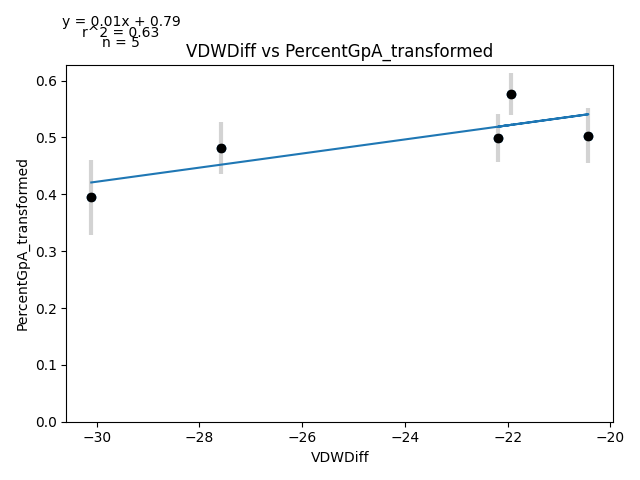 y = 0.01x + 0.79
r^2 = 0.63
n = 5
VDWDiff vs PercentGpA_transformed
PercentGpA_transformed
0.6
0.5
0.4
0.3
0.2
0.1
0.0
−30
−28
−26
−24
−22
−20
VDWDiff